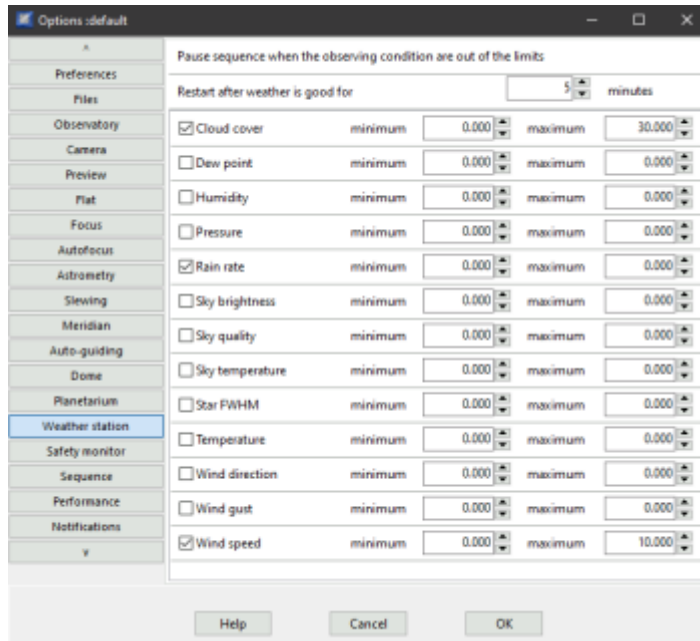 Options :default
^
Preferences
Files
Observatory
Camera
Preview
Flat
Focus
Autofocus
Astrometry
Slewing
Meridian
Auto-guiding
Dome
Planetarium
Weather station
Safety monitor
Sequence
Performance
Notifications
v
Pause sequence when the observing condition are out of the limits
Restart after weather is good for 5 minutes
Cloud cover minimum 0.000 maximum 30.000
Dew point minimum 0.000 maximum 0.000
Humidity minimum 0.000 maximum 0.000
Pressure minimum 0.000 maximum 0.000
Rain rate minimum 0.000 maximum 0.000
Sky brightness minimum 0.000 maximum 0.000
Sky quality minimum 0.000 maximum 0.000
Sky temperature minimum 0.000 maximum 0.000
Star FWHM minimum 0.000 maximum 0.000
Temperature minimum 0.000 maximum 0.000
Wind direction minimum 0.000 maximum 0.000
Wind gust minimum 0.000 maximum 0.000
Wind speed minimum 0.000 maximum 10.000
Help Cancel OK